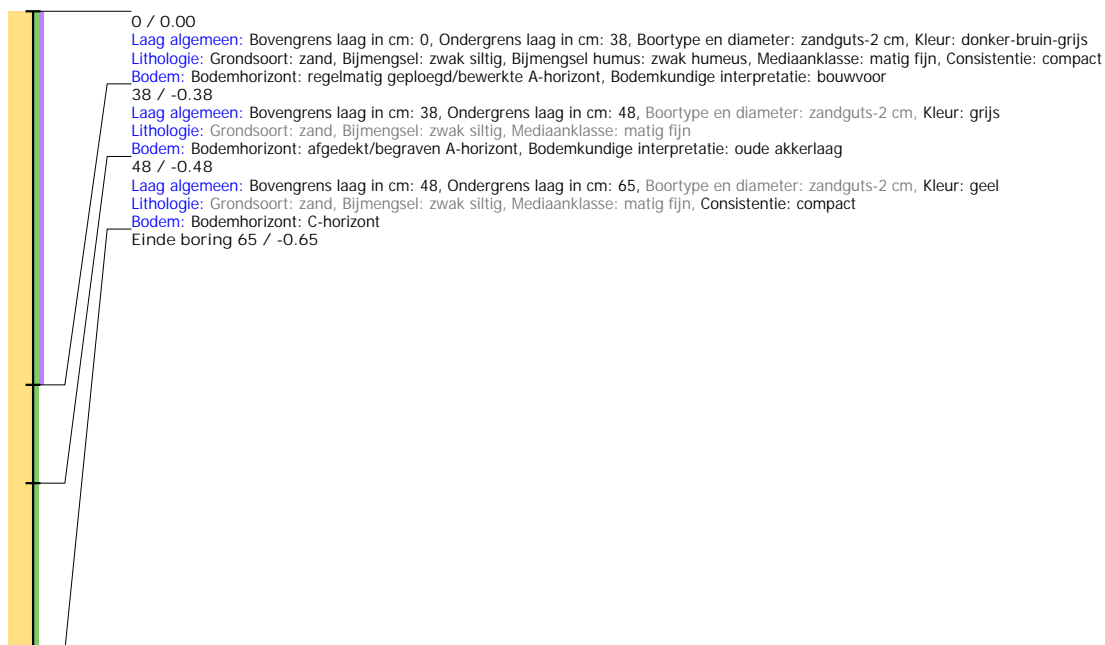 0 / 0.00
Laag algemeen: Bovengrens laag in cm: 0, Ondergrens laag in cm: 38, Boortype en diameter: zandguts-2 cm, Kleur: donker-bruin-grijs
Lithologie: Grondsoort: zand, Bijmengsel: zwak siltig, Bijmengsel humus: zwak humeus, Mediaanklasse: matig fijn, Consistentie: compact
Bodem: Bodemhorizont: regelmatig geploegd/bewerkte A-horizont, Bodemkundige interpretatie: bouwvoor
38 / -0.38
Laag algemeen: Bovengrens laag in cm: 38, Ondergrens laag in cm: 48, Boortype en diameter: zandguts-2 cm, Kleur: grijs
Lithologie: Grondsoort: zand, Bijmengsel: zwak siltig, Mediaanklasse: matig fijn
Bodem: Bodemhorizont: afgedekt/begraven A-horizont, Bodemkundige interpretatie: oude akkerlaag
48 / -0.48
Laag algemeen: Bovengrens laag in cm: 48, Ondergrens laag in cm: 65, Boortype en diameter: zandguts-2 cm, Kleur: geel
Lithologie: Grondsoort: zand, Bijmengsel: zwak siltig, Mediaanklasse: matig fijn, Consistentie: compact
Bodem: Bodemhorizont: C-horizont
Einde boring 65 / -0.65